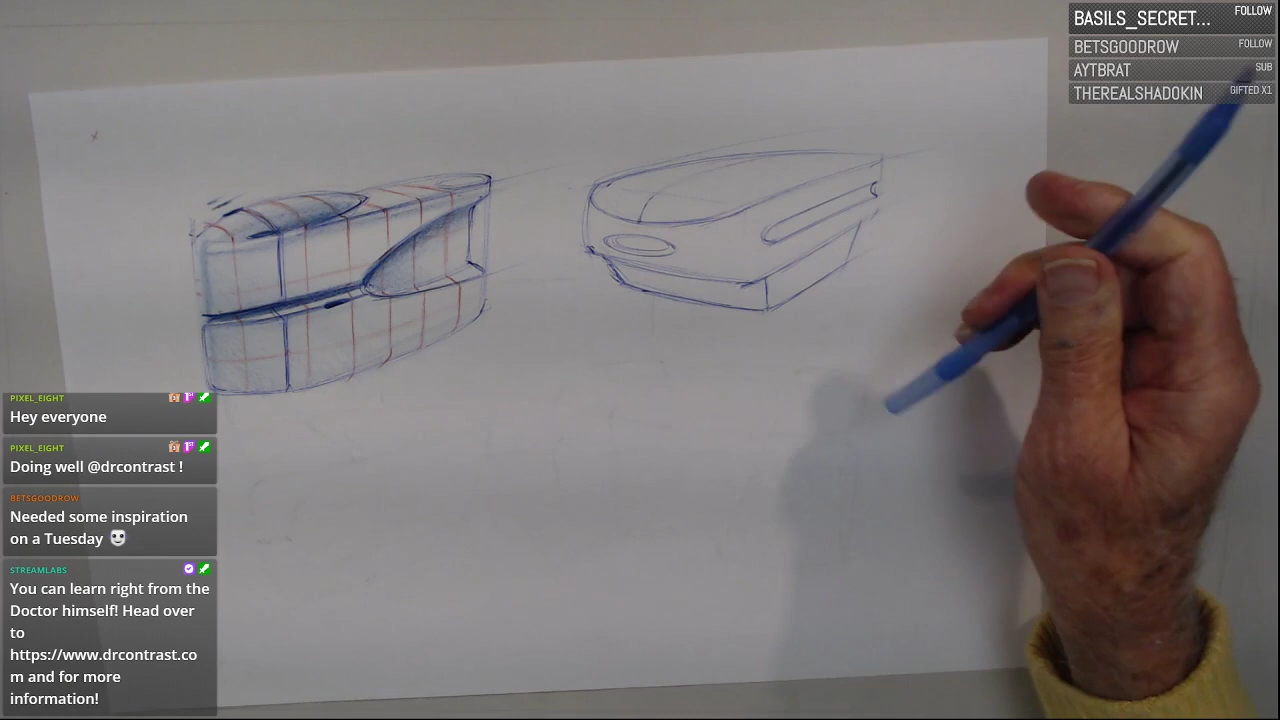 BASILS_SECRET... FOLLOW
BETSGOODROW FOLLOW
AYTBRAT SUB
THEREALSHADOKIN GIFTED X1
PIXEL_EIGHT
Hey everyone
PIXEL_EIGHT
Doing well @drcontrast !
BETSGOODROW
Needed some inspiration
on a Tuesday
STREAMLABS
You can learn right from the
Doctor himself! Head over
to
https://www.drcontrast.co
m and for more
information!